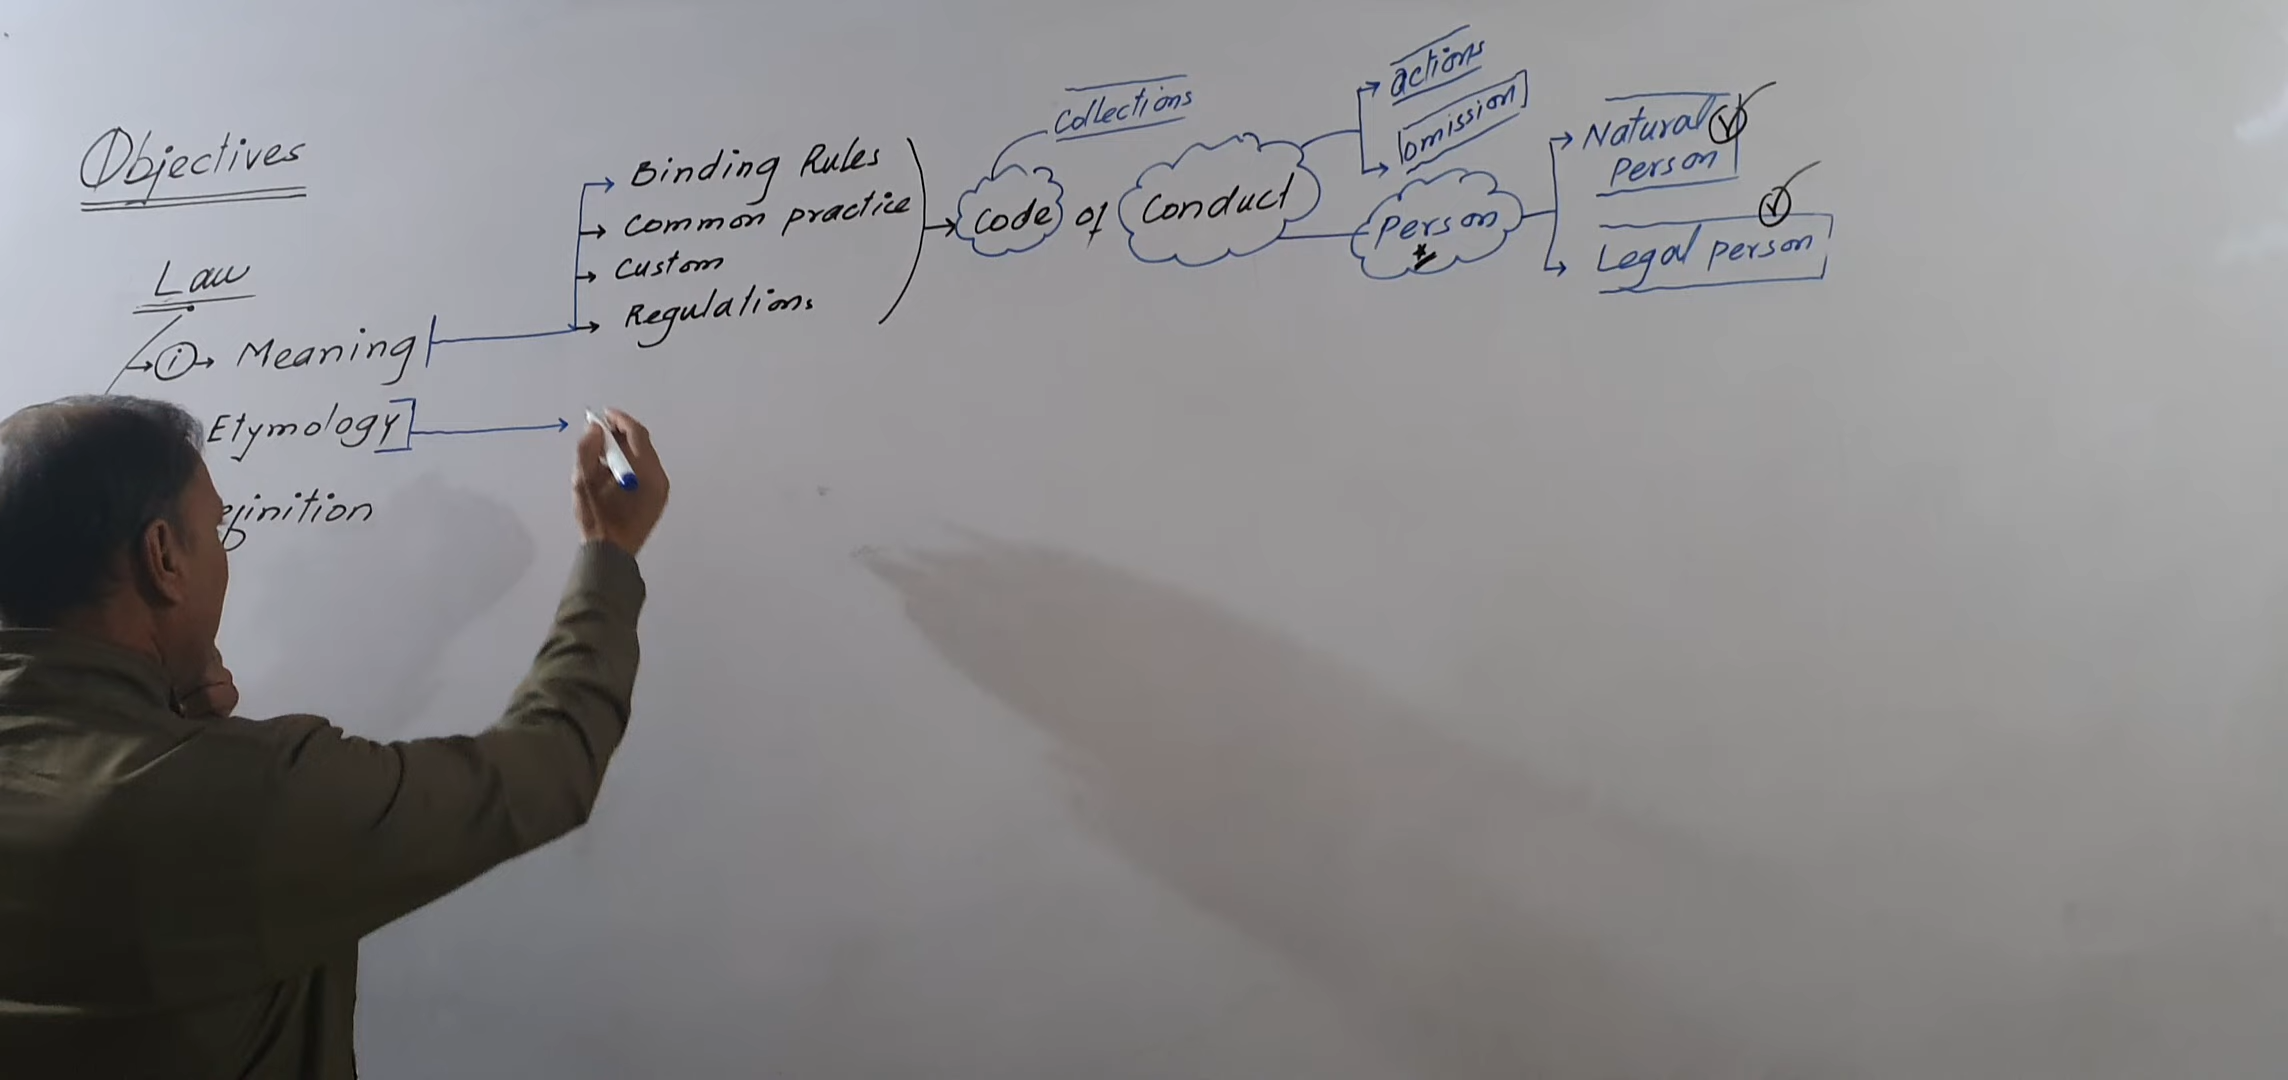 Objectives
Law
i Meaning
Etymology
efinition
Binding Rules
Common practice
Custom
Regulations
Code of Conduct
Collections
actions
omission
Person
Natural
Person
Legal person